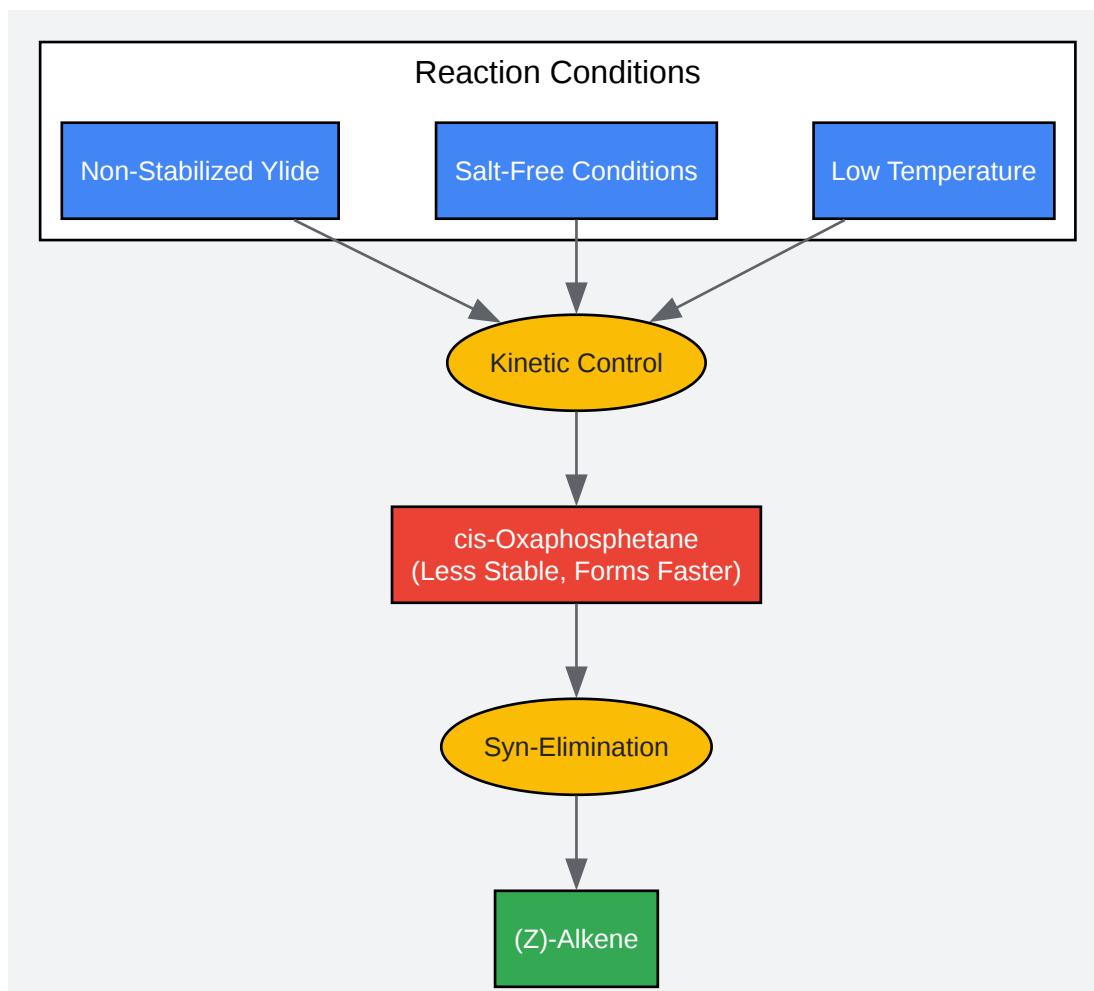 Reaction Conditions
Non-Stabilized Ylide
Salt-Free Conditions
Low Temperature
Kinetic Control
cis-Oxaphosphetane
(Less Stable, Forms Faster)
Syn-Elimination
(Z)-Alkene